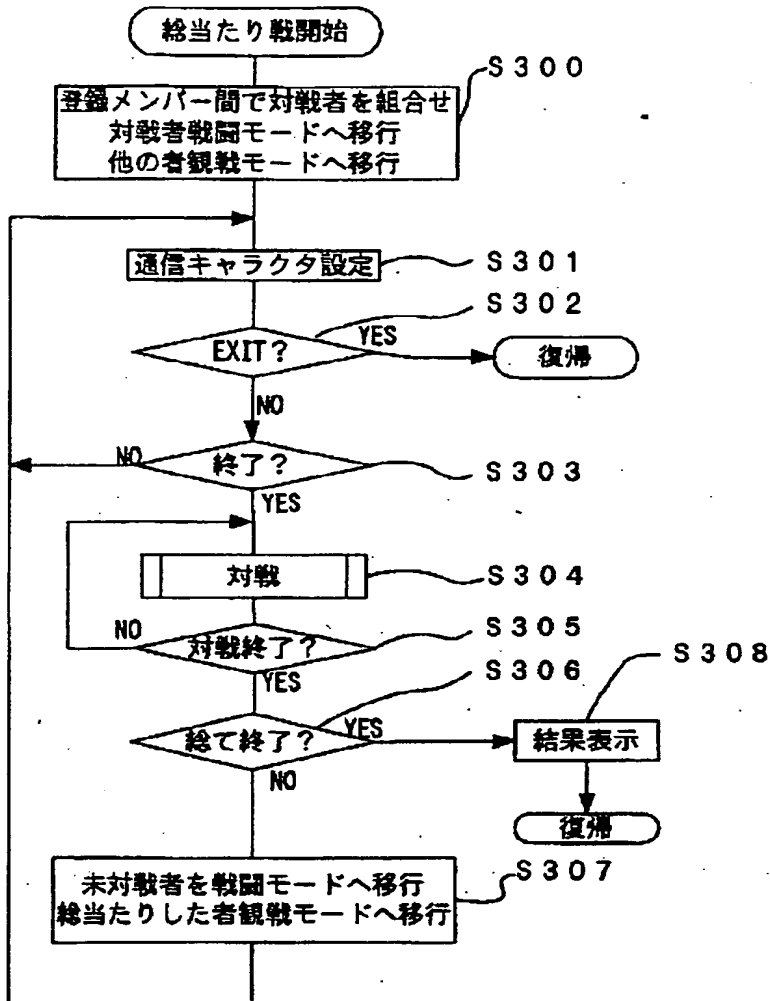 総当たり戦開始
S300
登録メンバー間で対戦者を組合せ
対戦者戦闘モードへ移行
他の者観戦モードへ移行
通信キャラクタ設定
S301
S302
EXIT?
YES
復帰
NO
NO
終了?
S303
YES
対戦
S304
NO
対戦終了?
S305
YES
S306
S308
総て終了?
YES
結果表示
NO
復帰
未対戦者を戦闘モードへ移行
総当たりした者観戦モードへ移行
S307